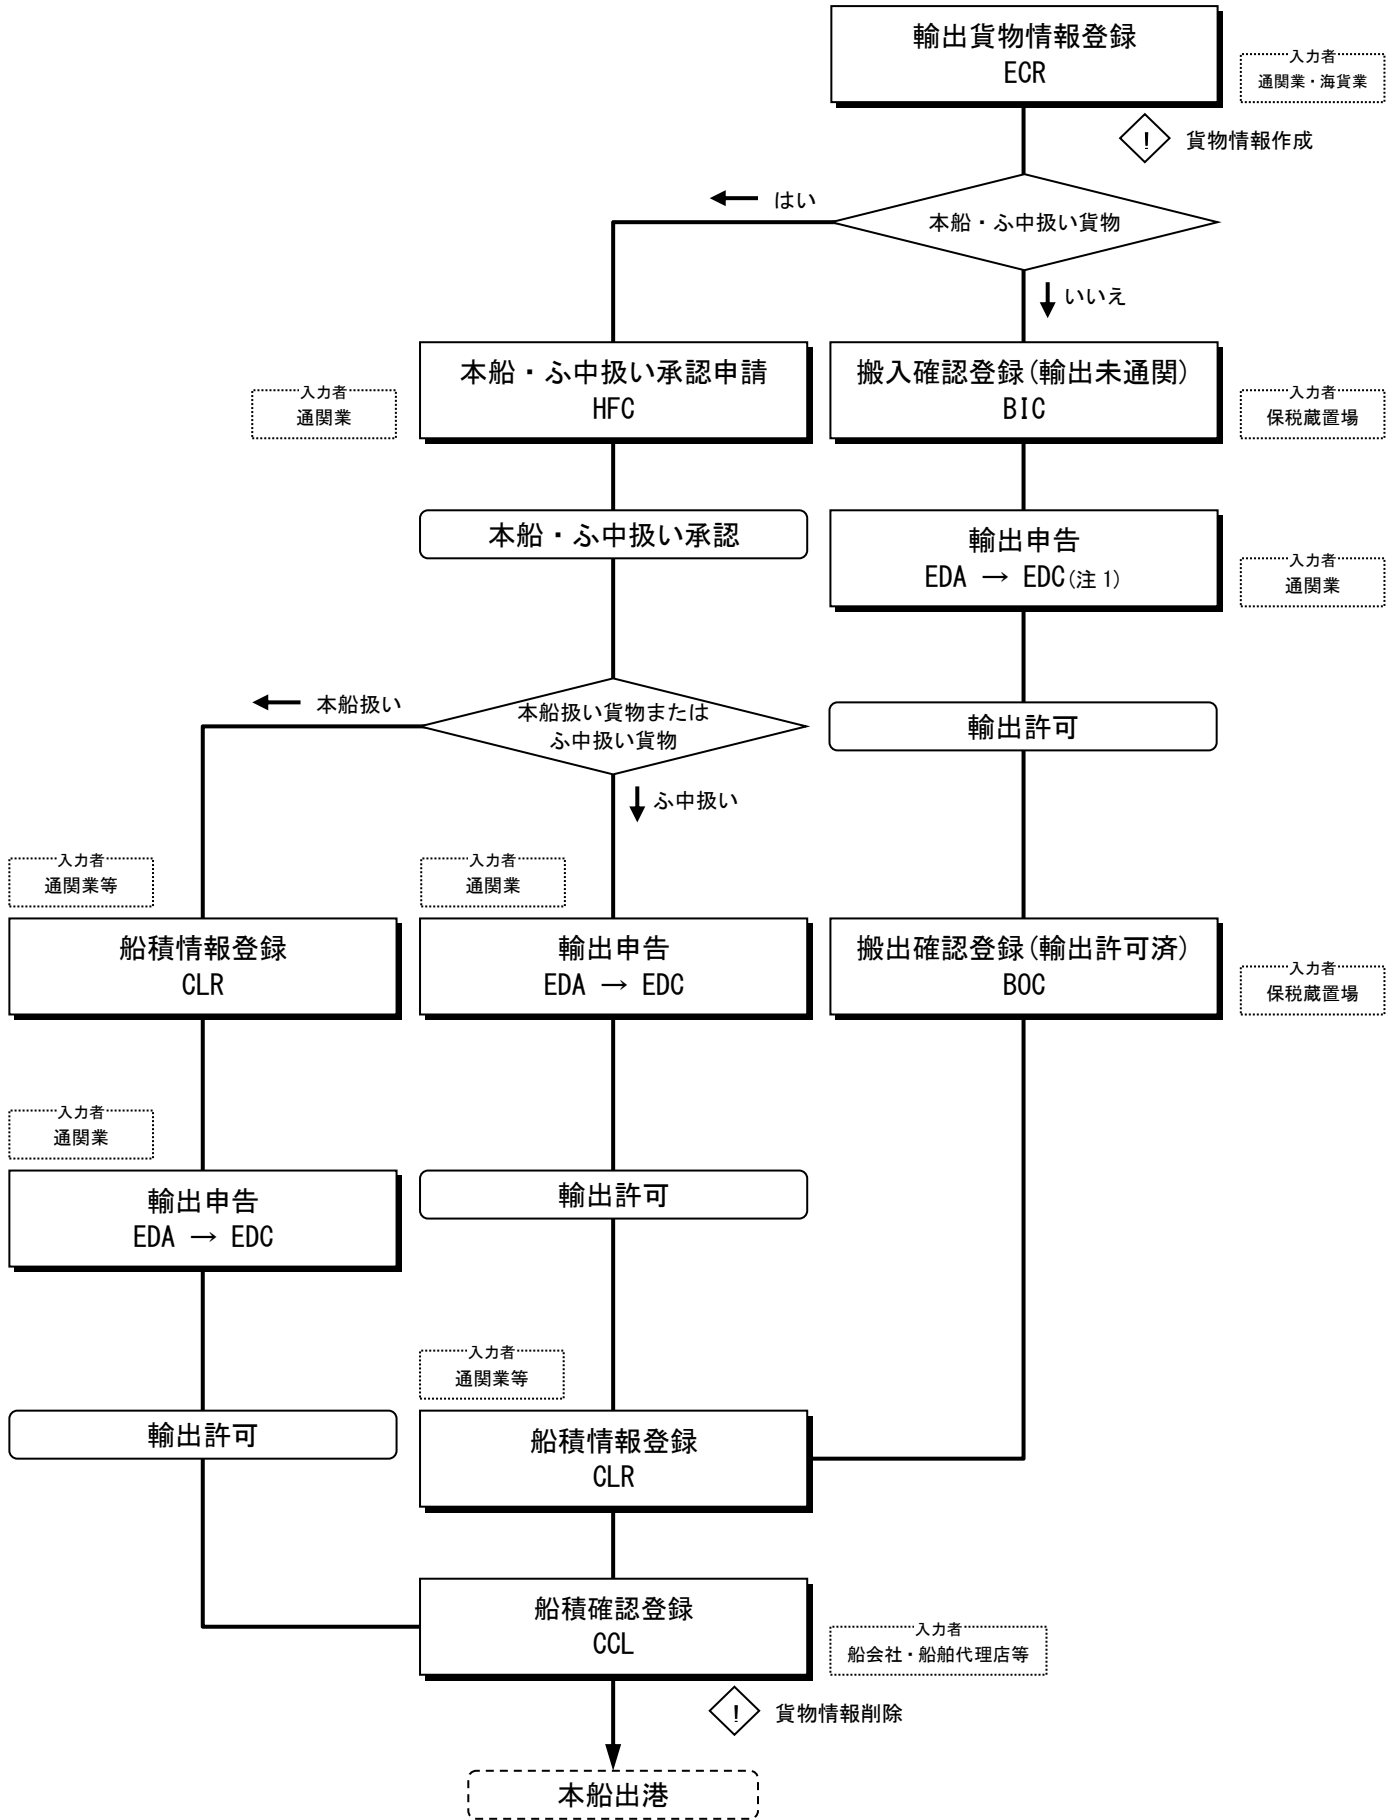 輸出貨物情報登録
ECR
入力者
通関業・海貨業
!
貨物情報作成
はい
本船・ふ中扱い貨物
いいえ
本船・ふ中扱い承認申請
HFC
入力者
通関業
搬入確認登録(輸出未通関)
BIC
入力者
保税蔵置場
本船・ふ中扱い承認
輸出申告
EDA → EDC(注1)
入力者
通関業
本船扱い
本船扱い貨物または
ふ中扱い貨物
輸出許可
ふ中扱い
入力者
通関業等
入力者
通関業
船積情報登録
CLR
輸出申告
EDA → EDC
搬出確認登録(輸出許可済)
BOC
入力者
保税蔵置場
入力者
通関業
輸出申告
EDA → EDC
輸出許可
入力者
通関業等
輸出許可
船積情報登録
CLR
船積確認登録
CCL
入力者
船会社・船舶代理店等
!
貨物情報削除
本船出港